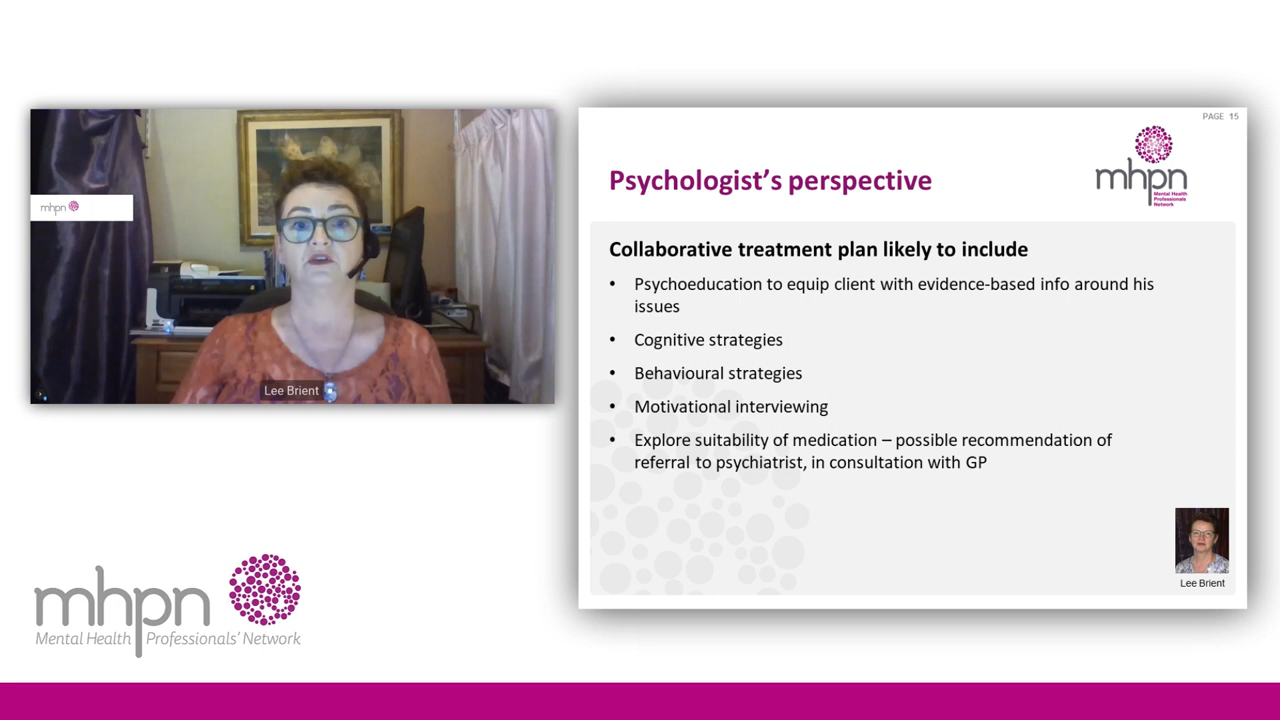 mhpn
Lee Brient
mhpn
Mental Health Professionals' Network
PAGE 15
mhpn
Mental Health
Professionals
Network
Psychologist's perspective
Collaborative treatment plan likely to include
• Psychoeducation to equip client with evidence-based info around his
issues
• Cognitive strategies
• Behavioural strategies
• Motivational interviewing
• Explore suitability of medication – possible recommendation of
referral to psychiatrist, in consultation with GP
Lee Brient